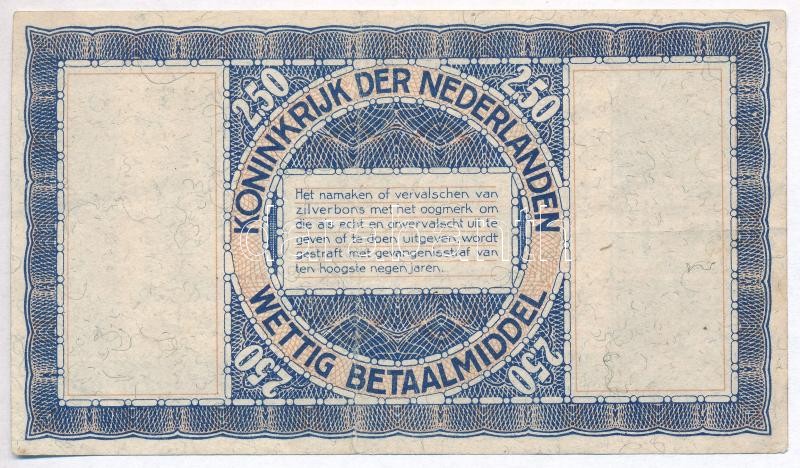 250
250
KONINKRIJK DER NEDERLANDEN
Het namaken of vervalschen van
zilverbons met het oogmerk om
die als echt en onvervalscht uit te
geven of te doen uitgeven, wordt
gestraft met gevangenisstraf van
ten hoogste negen jaren.
WETTIG BETAALMIDDEL
250
250